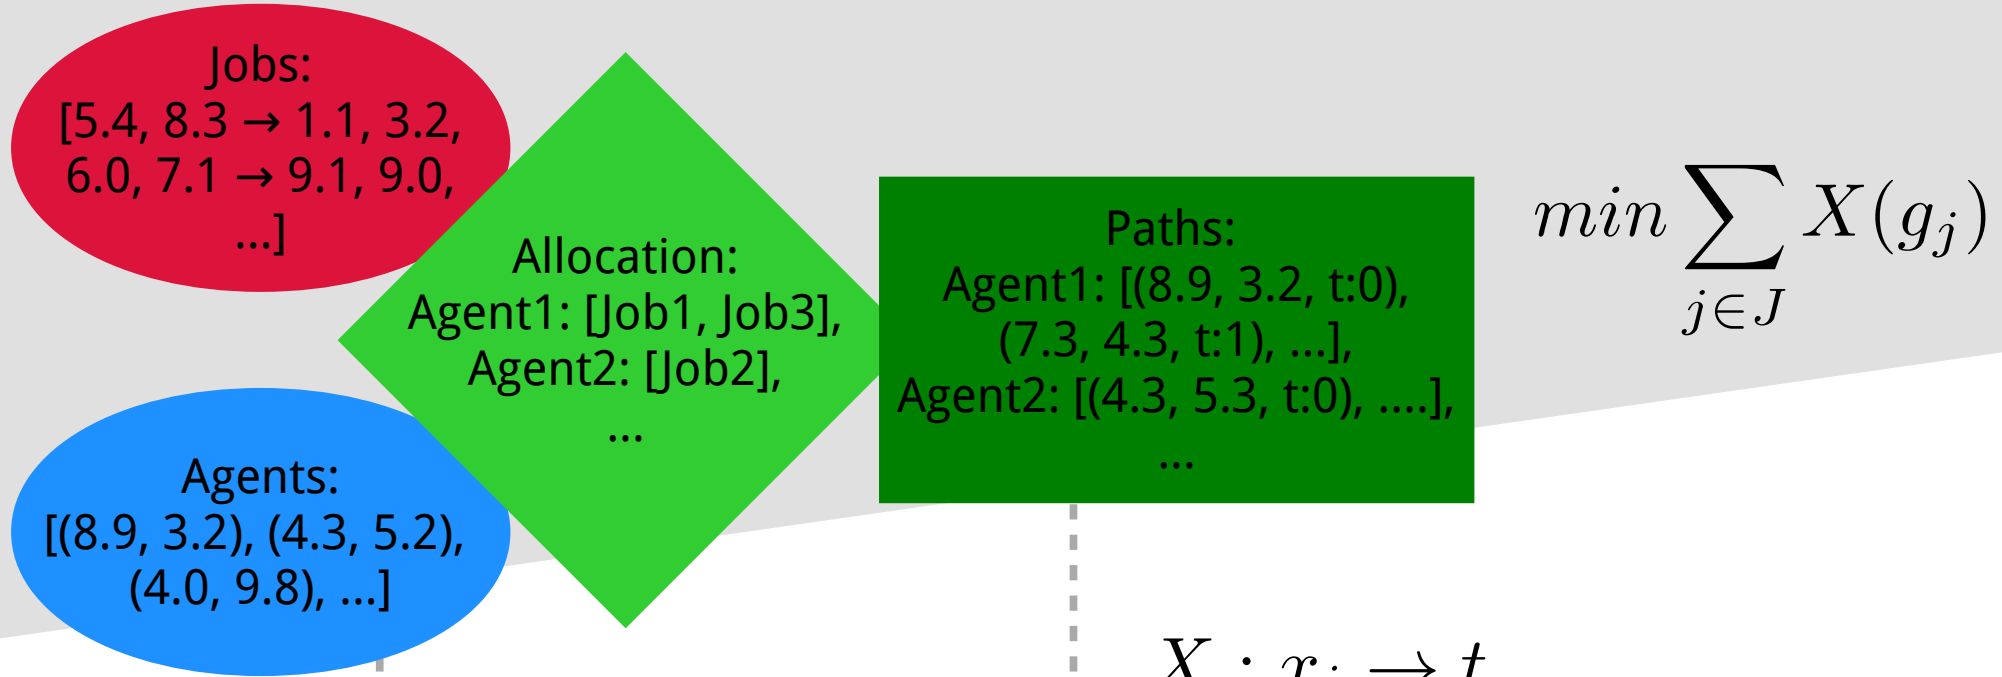 Jobs:
[5.4, 8.3 → 1.1, 3.2,
6.0, 7.1 → 9.1, 9.0,
...]
Allocation:
Agent1: [Job1, Job3],
Agent2: [Job2],
...
Paths:
Agent1: [(8.9, 3.2, t:0),
(7.3, 4.3, t:1), ...],
Agent2: [(4.3, 5.3, t:0), ....],
...
min ∑ X(g_j)
j∈J
Agents:
[(8.9, 3.2), (4.3, 5.2),
(4.0, 9.8), ...]
X : x → t